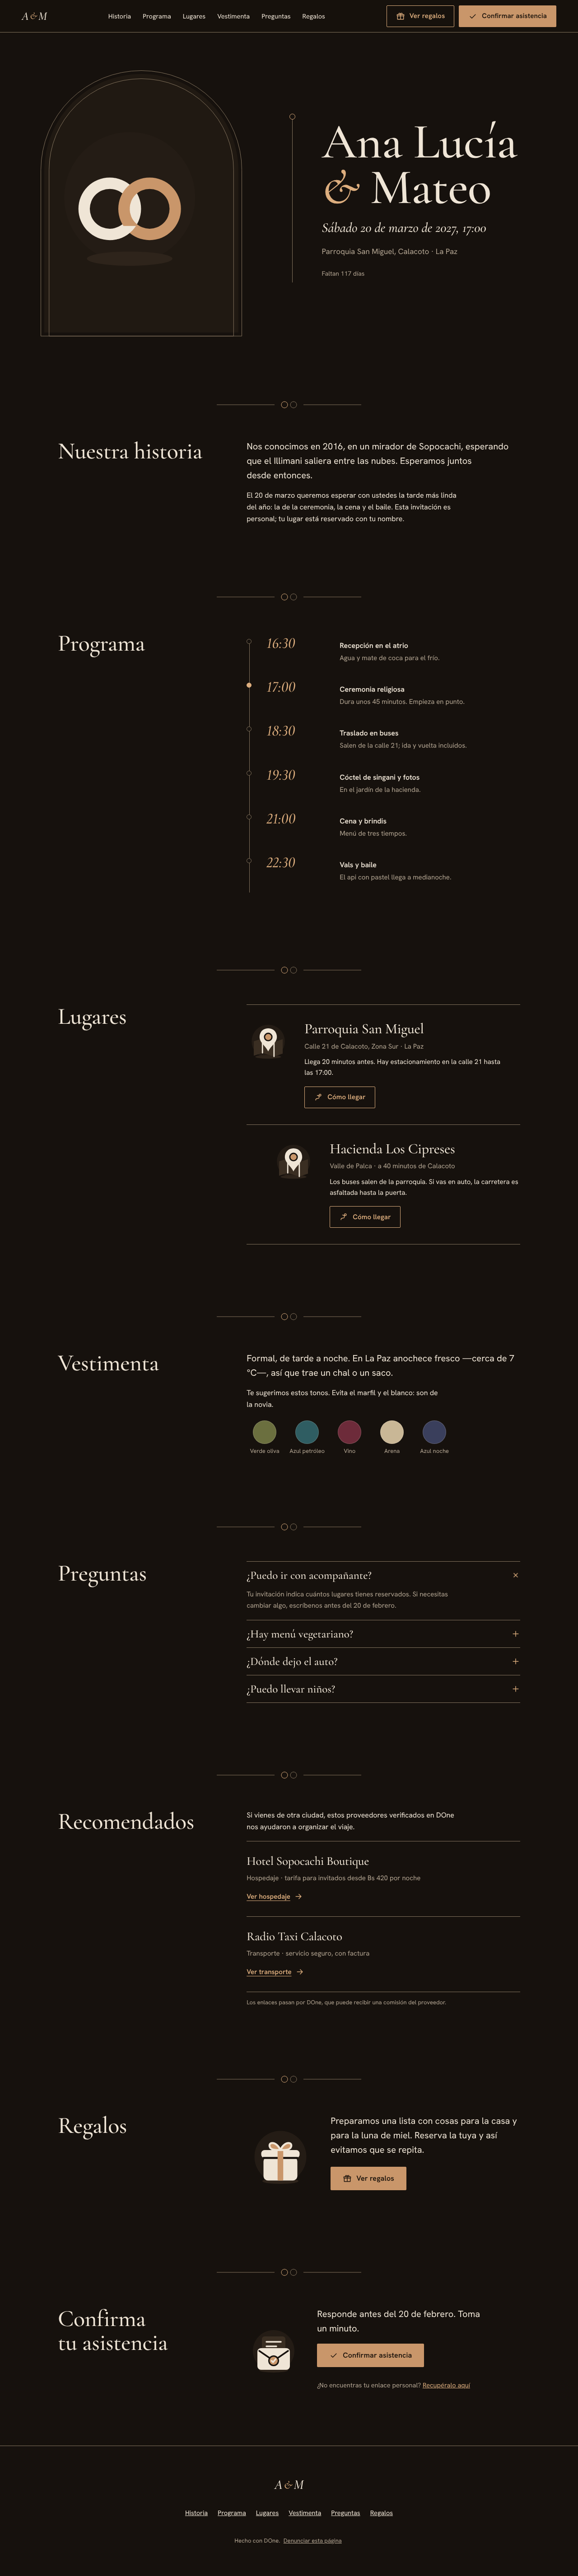 A & M
Historia
Programa
Lugares
Vestimenta
Preguntas
Regalos
Ver regalos
Confirmar asistencia
Ana Lucía
& Mateo
Sábado 20 de marzo de 2027, 17:00
Parroquia San Miguel, Calacoto · La Paz
Faltan 117 días
Nuestra historia
Nos conocimos en 2016, en un mirador de Sopocachi, esperando
que el Illimani saliera entre las nubes. Esperamos juntos
desde entonces.
El 20 de marzo queremos esperar con ustedes la tarde más linda
del año: la de la ceremonia, la cena y el baile. Esta invitación es
personal; tu lugar está reservado con tu nombre.
Programa
16:30
Recepción en el atrio
Agua y mate de coca para el frío.
17:00
Ceremonia religiosa
Dura unos 45 minutos. Empieza en punto.
18:30
Traslado en buses
Salen de la calle 21; ida y vuelta incluidos.
19:30
Cóctel de singani y fotos
En el jardín de la hacienda.
21:00
Cena y brindis
Menú de tres tiempos.
22:30
Vals y baile
El api con pastel llega a medianoche.
Lugares
Parroquia San Miguel
Calle 21 de Calacoto, Zona Sur · La Paz
Llega 20 minutos antes. Hay estacionamiento en la calle 21 hasta
las 17:00.
Cómo llegar
Hacienda Los Cipreses
Valle de Palca · a 40 minutos de Calacoto
Los buses salen de la parroquia. Si vas en auto, la carretera es
asfaltada hasta la puerta.
Cómo llegar
Vestimenta
Formal, de tarde a noche. En La Paz anochece fresco —cerca de 7
°C—, así que trae un chal o un saco.
Te sugerimos estos tonos. Evita el marfil y el blanco: son de
la novia.
Verde oliva
Azul petróleo
Vino
Arena
Azul noche
Preguntas
¿Puedo ir con acompañante?
Tu invitación indica cuántos lugares tienes reservados. Si necesitas
cambiar algo, escríbenos antes del 20 de febrero.
¿Hay menú vegetariano?
¿Dónde dejo el auto?
¿Puedo llevar niños?
Recomendados
Si vienes de otra ciudad, estos proveedores verificados en DOne
nos ayudaron a organizar el viaje.
Hotel Sopocachi Boutique
Hospedaje · tarifa para invitados desde Bs 420 por noche
Ver hospedaje
Radio Taxi Calacoto
Transporte · servicio seguro, con factura
Ver transporte
Los enlaces pasan por DOne, que puede recibir una comisión del proveedor.
Regalos
Preparamos una lista con cosas para la casa y
para la luna de miel. Reserva la tuya y así
evitamos que se repita.
Ver regalos
Confirma
tu asistencia
Responde antes del 20 de febrero. Toma
un minuto.
Confirmar asistencia
¿No encuentras tu enlace personal? Recupéralo aquí
A & M
Historia
Programa
Lugares
Vestimenta
Preguntas
Regalos
Hecho con DOne. Denunciar esta página